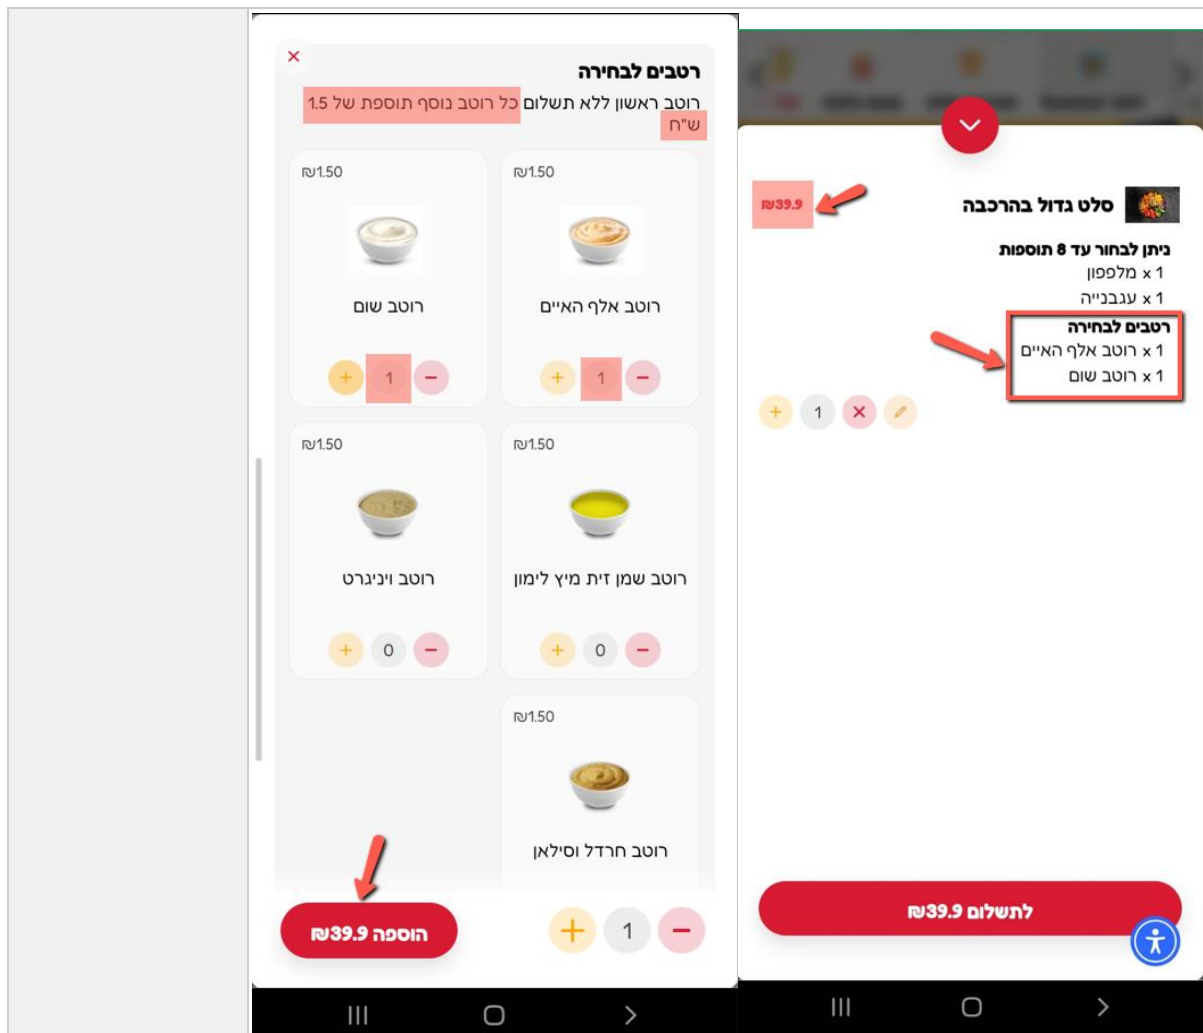 רטבים לבחירה
רוטב ראשון ללא תשלום כל רוטב נוסף תוספת של 1.5
ש"ח
₪1.50
רוטב אלף האיים
+ 1 −
₪1.50
רוטב שום
+ 1 −
₪1.50
רוטב שמן זית מיץ לימון
+ 0 −
₪1.50
רוטב ויניגרט
+ 0 −
₪1.50
רוטב חרדל וסילאן
+ 1 −
הוספה ₪39.9
סלט גדול בהרכבה
₪39.9
ניתן לבחור עד 8 תוספות
1 x מלפפון
1 x עגבנייה
רטבים לבחירה
1 x רוטב אלף האיים
1 x רוטב שום
+ 1
לתשלום ₪39.9